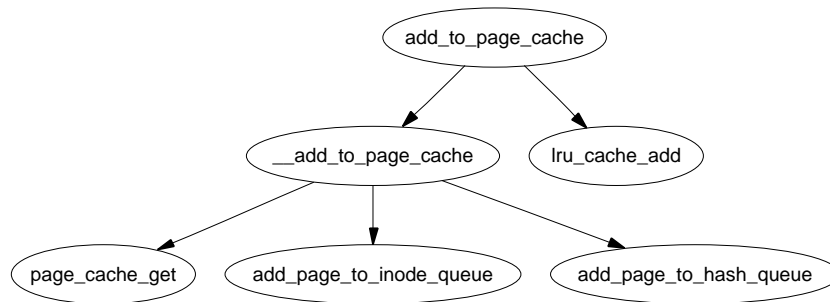 add_to_page_cache
__add_to_page_cache
lru_cache_add
page_cache_get
add_page_to_inode_queue
add_page_to_hash_queue